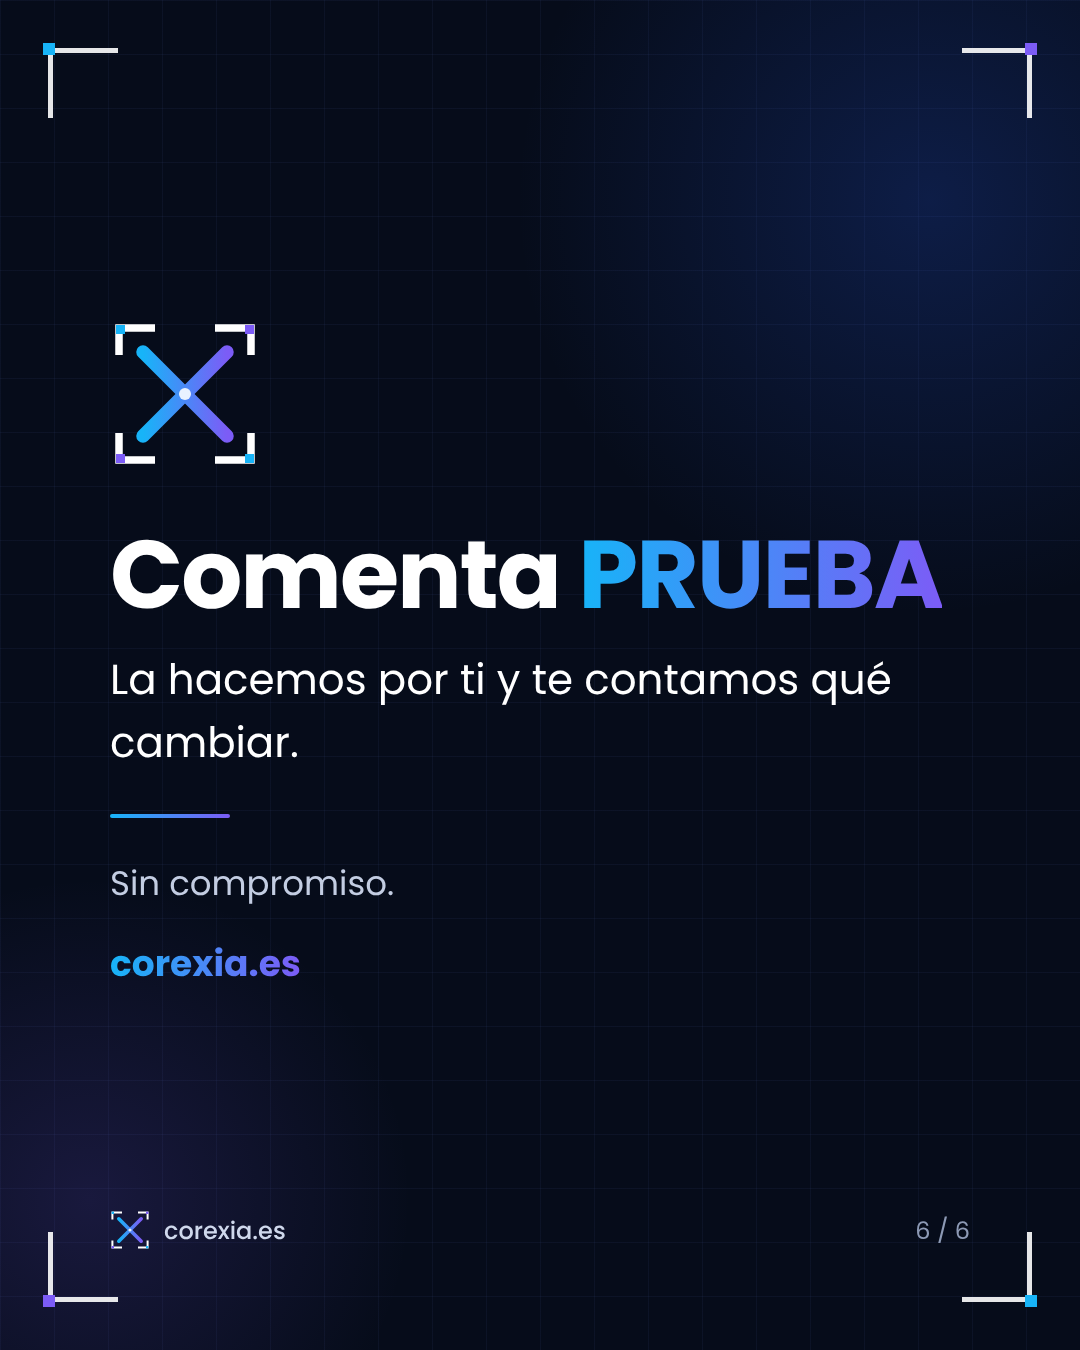 Comenta PRUEBA
La hacemos por ti y te contamos qué
cambiar.
Sin compromiso.
corexia.es
corexia.es
6 / 6